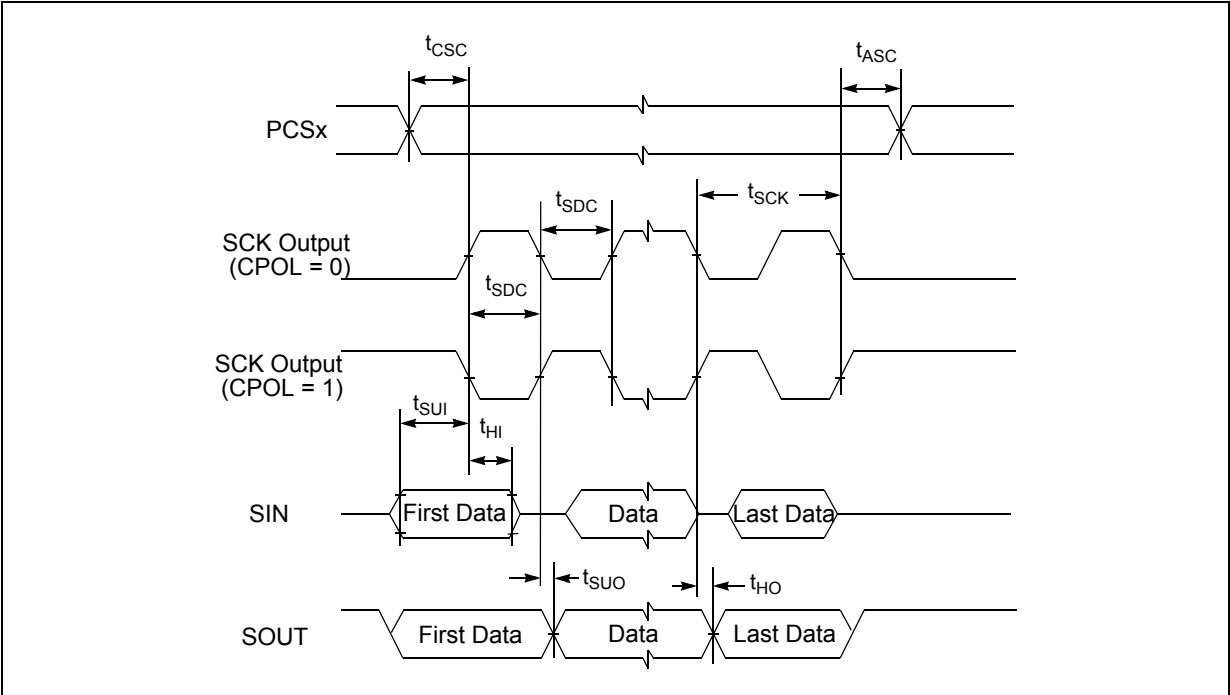 tCSC
tASC
PCSx
tSCK
tSDC
SCK Output
(CPOL = 0)
tSDC
SCK Output
(CPOL = 1)
tSUI
tHI
SIN
First Data
Data
Last Data
tSUO
tHO
SOUT
First Data
Data
Last Data